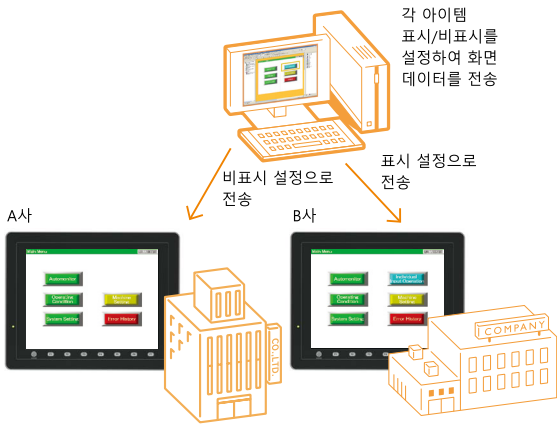 각 아이템
표시/비표시를
설정하여 화면
데이터를 전송
비표시 설정으로
전송
표시 설정으로
전송
A사
B사
Main Menu
Automonitor
Operating
Condition
Machine
Setting
System Setting
Error History
CO.,LTD.
Main Menu
Automonitor
Individual
Feed Operation
Operating
Condition
Machine
Setting
System Setting
Error History
COMPANY